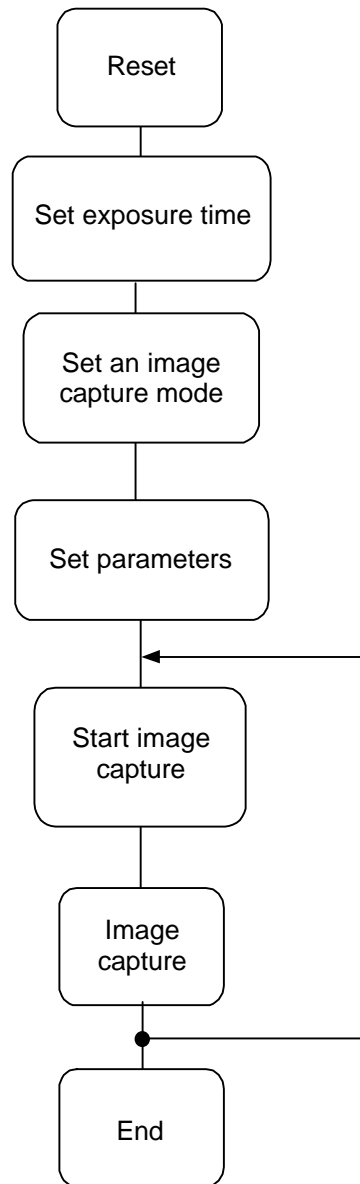 Reset
Set exposure time
Set an image
capture mode
Set parameters
Start image
capture
Image
capture
End